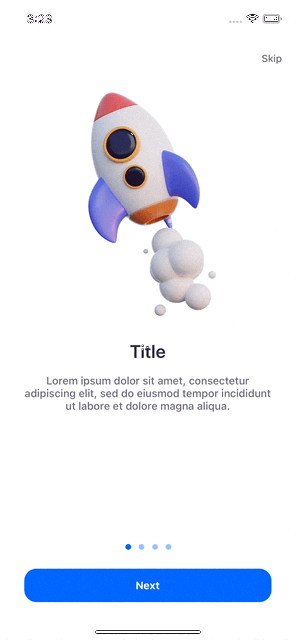 3:23
Skip
Title
Lorem ipsum dolor sit amet, consectetur
adipiscing elit, sed do eiusmod tempor incididunt
ut labore et dolore magna aliqua.
Next